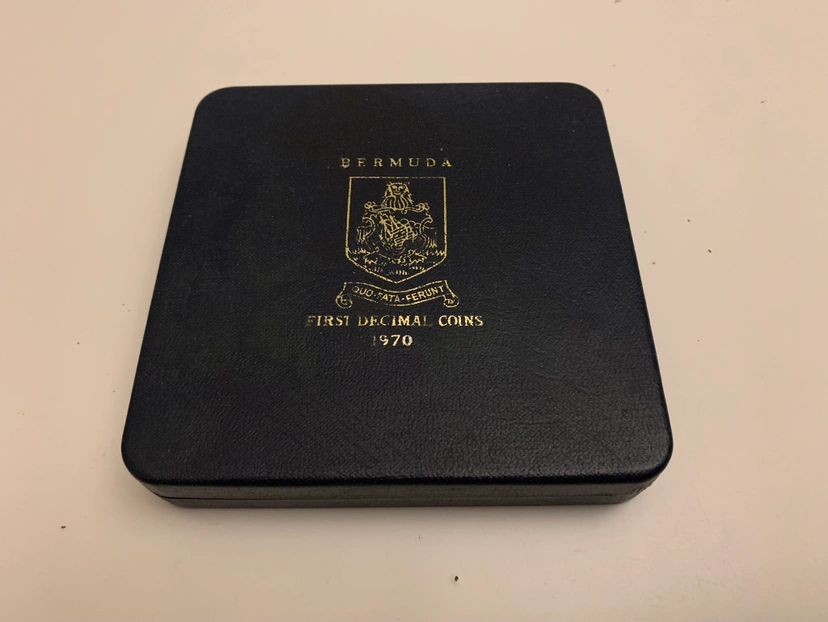 BERMUDA
QUO-FATA-FERUNT
FIRST DECIMAL COINS
1970